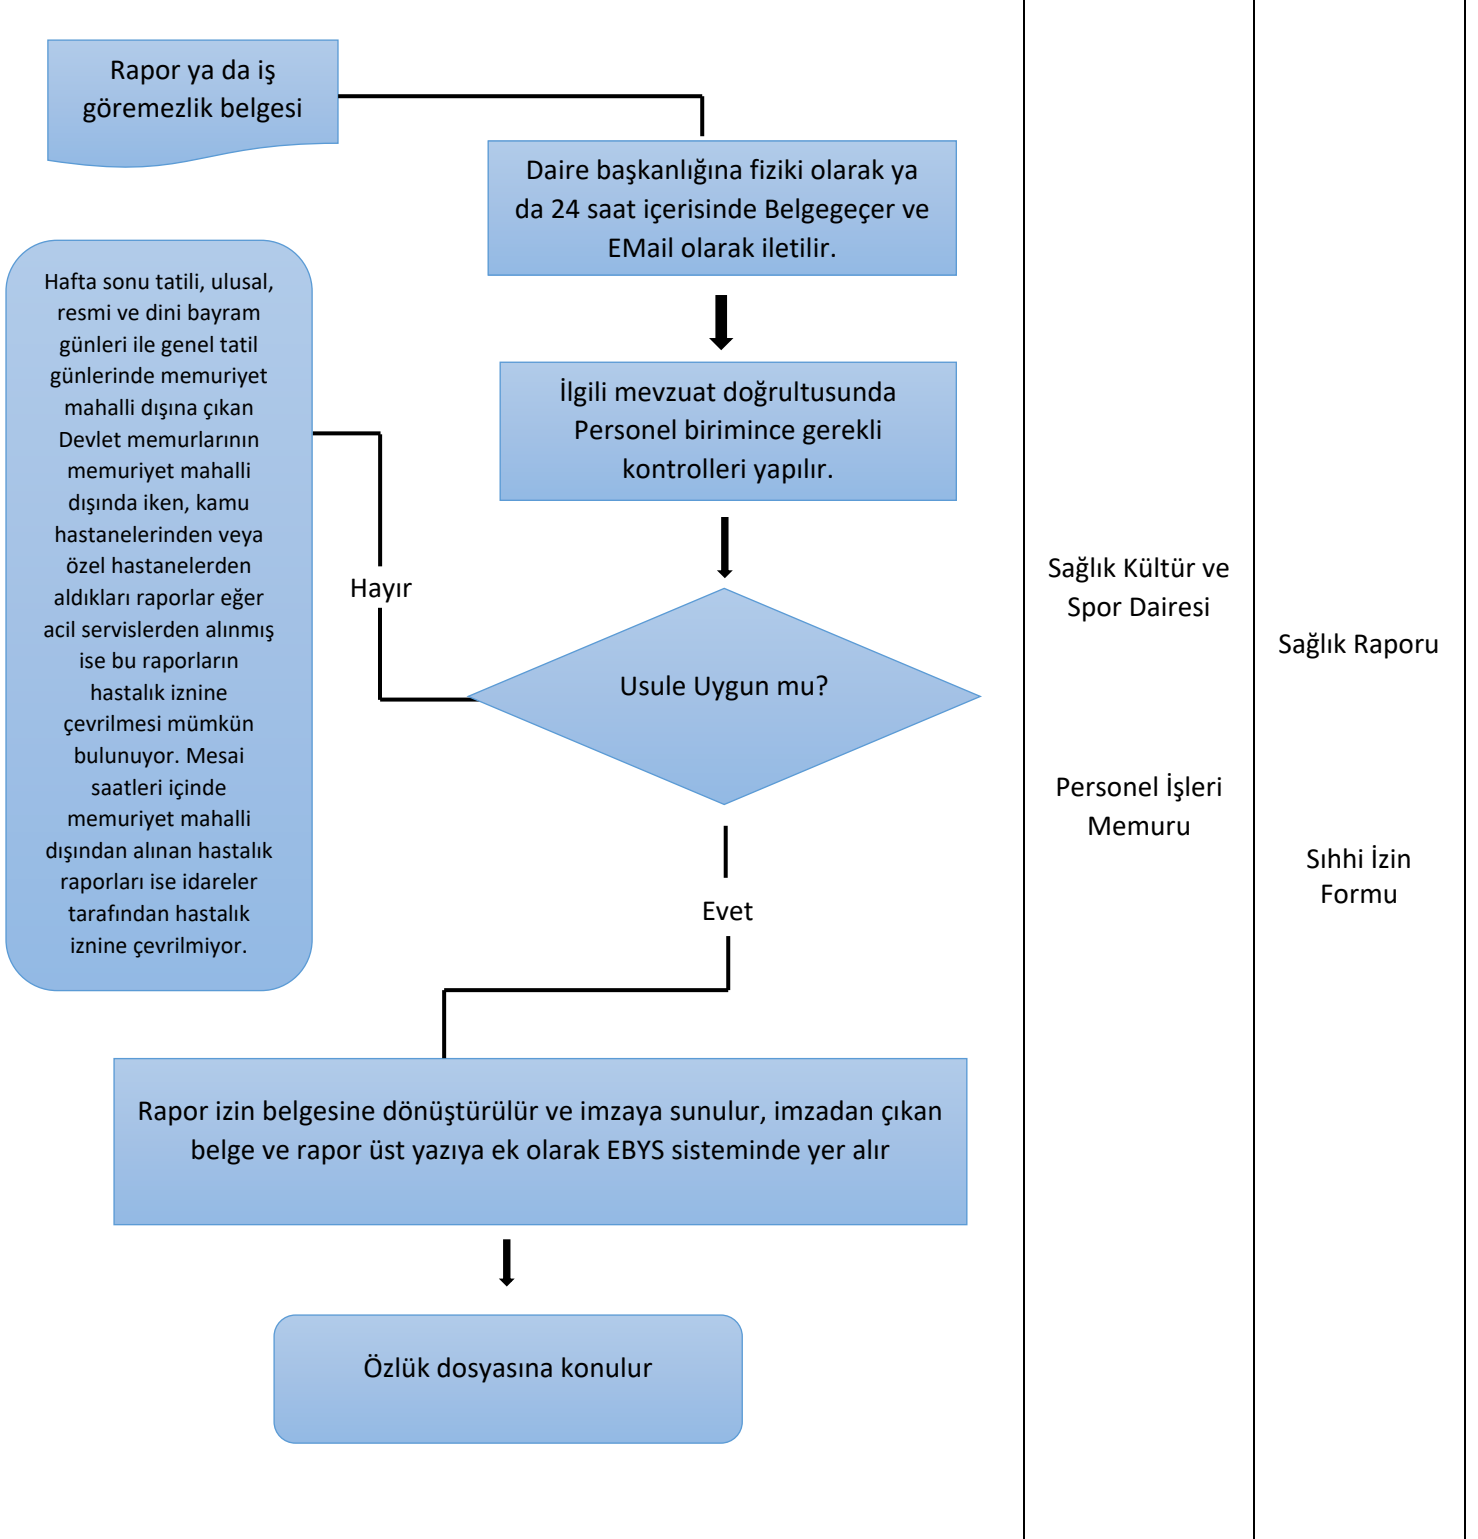 Rapor ya da iş
göremezlik belgesi
Daire başkanlığına fiziki olarak ya
da 24 saat içerisinde Belgegeçer ve
EMail olarak iletilir.
Hafta sonu tatili, ulusal,
resmi ve dini bayram
günleri ile genel tatil
günlerinde memuriyet
mahalli dışına çıkan
Devlet memurlarının
memuriyet mahalli
dışında iken, kamu
hastanelerinden veya
özel hastanelerden
aldıkları raporlar eğer
acil servislerden alınmış
ise bu raporların
hastalık iznine
çevrilmesi mümkün
bulunuyor. Mesai
saatleri içinde
memuriyet mahalli
dışından alınan hastalık
raporları ise idareler
tarafından hastalık
iznine çevrilmiyor.
İlgili mevzuat doğrultusunda
Personel birimince gerekli
kontrolleri yapılır.
Hayır
Usule Uygun mu?
Evet
Rapor izin belgesine dönüştürülür ve imzaya sunulur, imzadan çıkan
belge ve rapor üst yazıya ek olarak EBYS sisteminde yer alır
Özlük dosyasına konulur
Sağlık Kültür ve
Spor Dairesi
Personel İşleri
Memuru
Sağlık Raporu
Sıhhi İzin
Formu